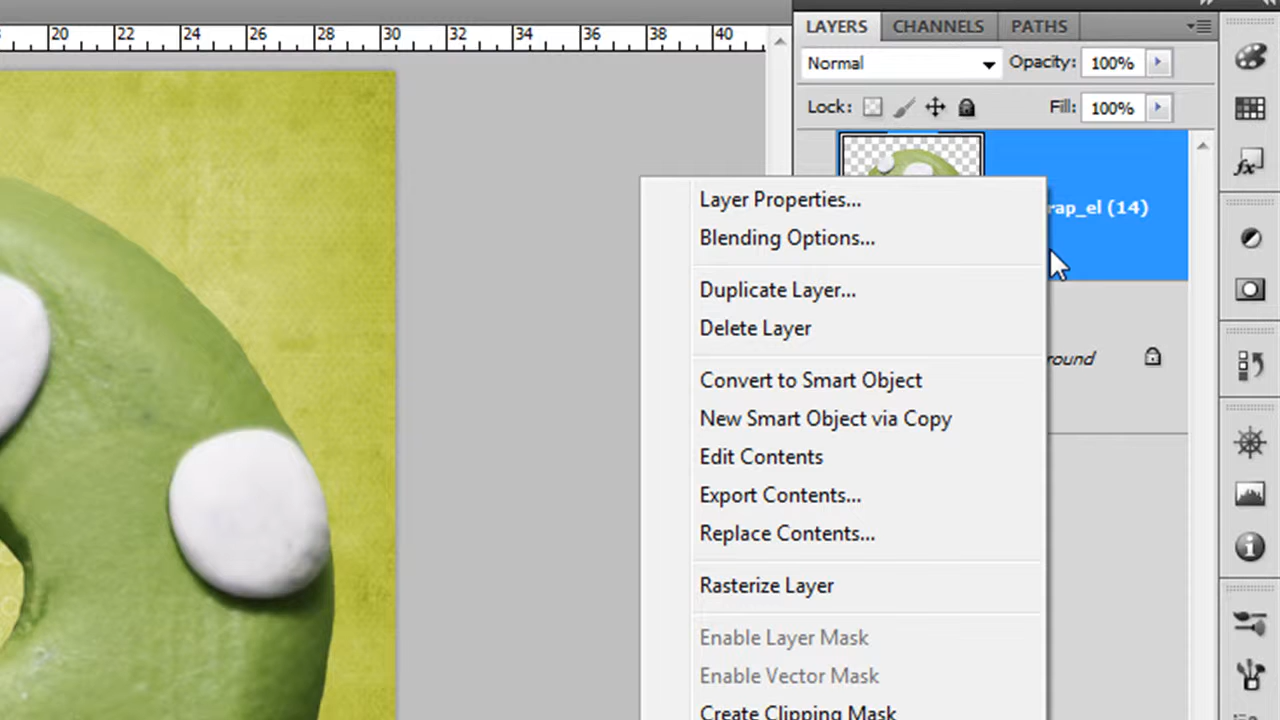 LAYERS CHANNELS PATHS
Normal Opacity: 100%
Lock: Fill: 100%
20 22 24 26 28 30 32 34 36 38 40
rap_el (14)
round
Layer Properties...
Blending Options...
Duplicate Layer...
Delete Layer
Convert to Smart Object
New Smart Object via Copy
Edit Contents
Export Contents...
Replace Contents...
Rasterize Layer
Enable Layer Mask
Enable Vector Mask
Create Clipping Mask